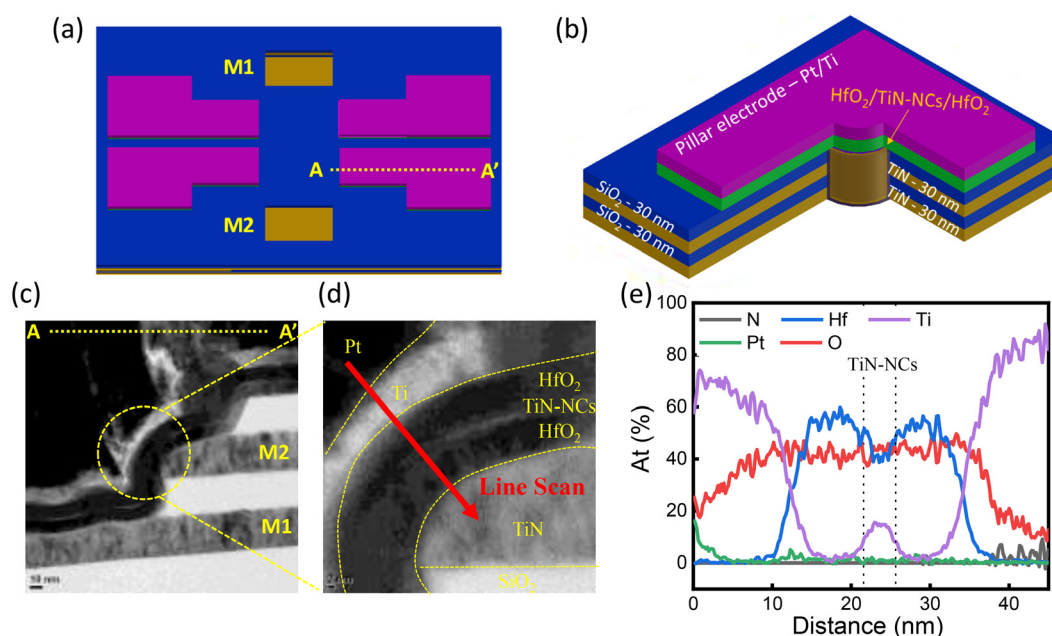 (a)
M1
A
A'
M2
(b)
Pillar electrode – Pt/Ti
HfO₂/TiN-NCs/HfO₂
SiO₂ - 30 nm
SiO₂ - 30 nm
TiN - 30 nm
TiN - 30 nm
(c)
A
A'
M2
M1
10 nm
(d)
Pt
Ti
HfO₂
TiN-NCs
HfO₂
Line Scan
TiN
(e)
N
Hf
Ti
Pt
O
TiN-NCs
At (%)
100
80
60
40
20
0
0
10
20
30
40
Distance (nm)